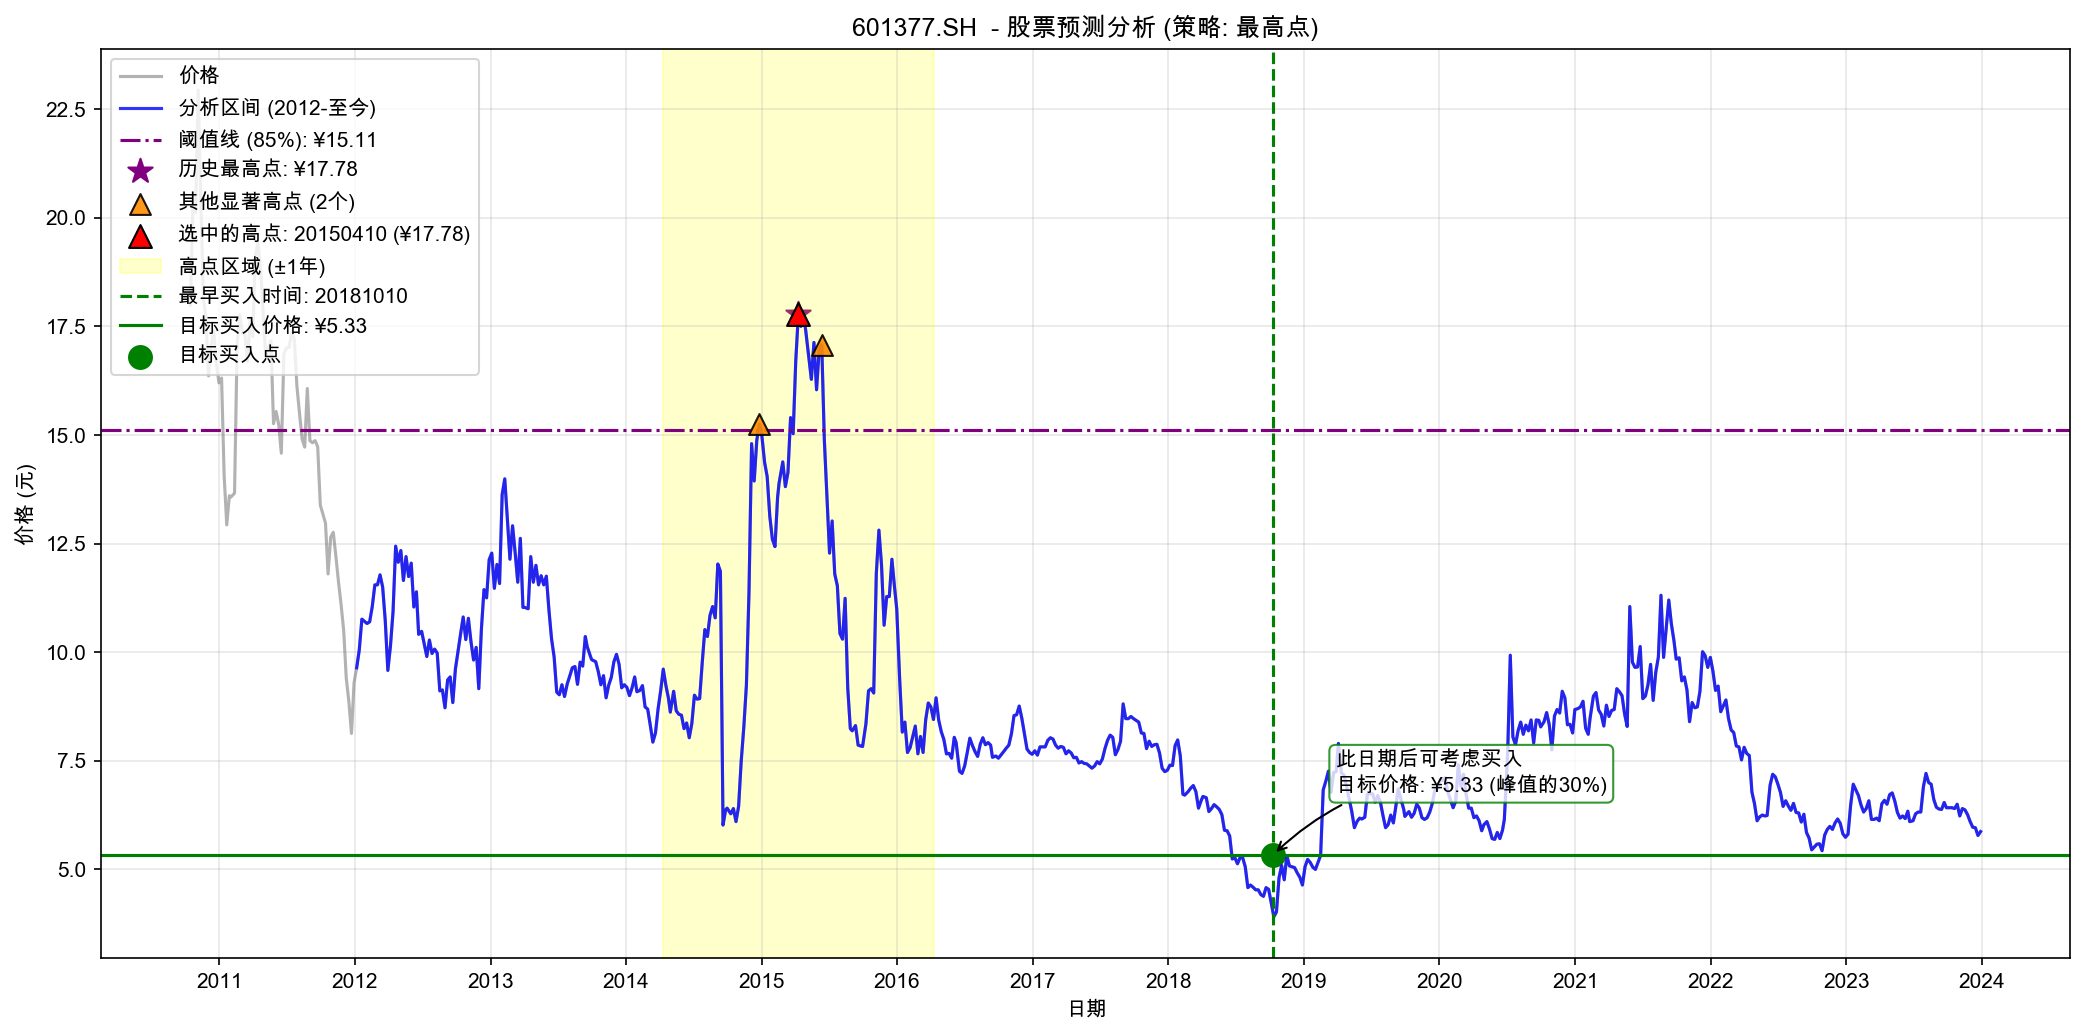 601377.SH - 股票预测分析 (策略: 最高点)
价格
分析区间 (2012-至今)
阈值线 (85%): ¥15.11
历史最高点: ¥17.78
其他显著高点 (2个)
选中的高点: 20150410 (¥17.78)
高点区域 (±1年)
最早买入时间: 20181010
目标买入价格: ¥5.33
目标买入点
价格 (元)
22.5
20.0
17.5
15.0
12.5
10.0
7.5
5.0
此日期后可考虑买入
目标价格: ¥5.33 (峰值的30%)
2011
2012
2013
2014
2015
2016
2017
2018
2019
2020
2021
2022
2023
2024
日期